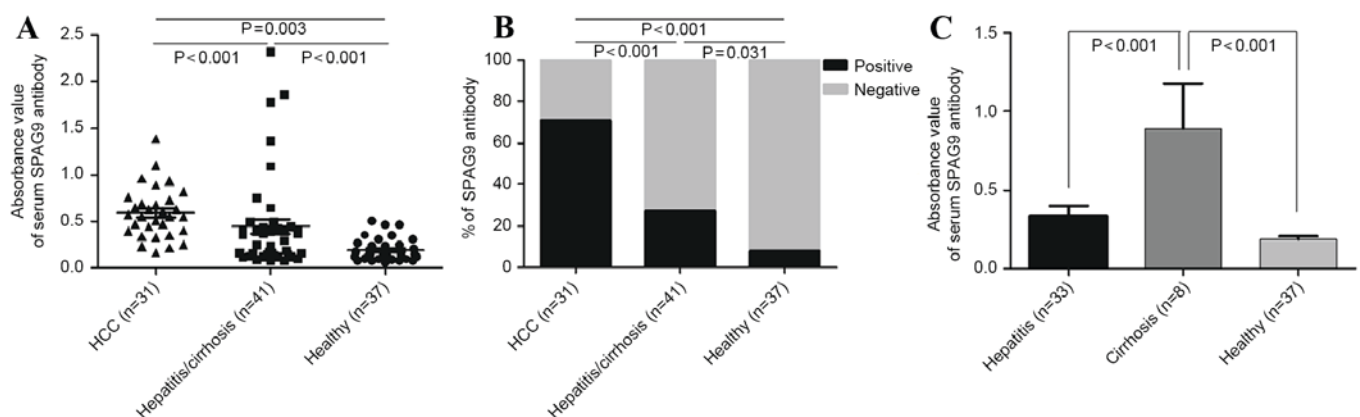 A
P=0.003
P<0.001
P<0.001
Absorbance value
of serum SPAG9 antibody
2.5
2.0
1.5
1.0
0.5
0.0
HCC (n=31)
Hepatitis/cirrhosis (n=41)
Healthy (n=37)
B
P<0.001
P<0.001
P=0.031
Positive
Negative
% of SPAG9 antibody
100
80
60
40
20
0
HCC (n=31)
Hepatitis/cirrhosis (n=41)
Healthy (n=37)
C
P<0.001
P<0.001
Absorbance value
of serum SPAG9 antibody
1.5
1.0
0.5
0.0
Hepatitis (n=33)
Cirrhosis (n=8)
Healthy (n=37)